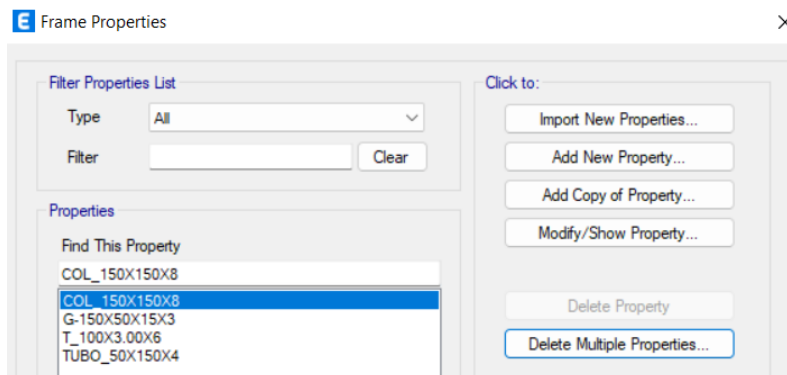 E Frame Properties
Filter Properties List
Type All
Filter Clear
Properties
Find This Property
COL_150X150X8
COL_150X150X8
G-150X50X15X3
T_100X3.00X6
TUBO_50X150X4
Click to:
Import New Properties...
Add New Property...
Add Copy of Property...
Modify/Show Property...
Delete Property
Delete Multiple Properties...